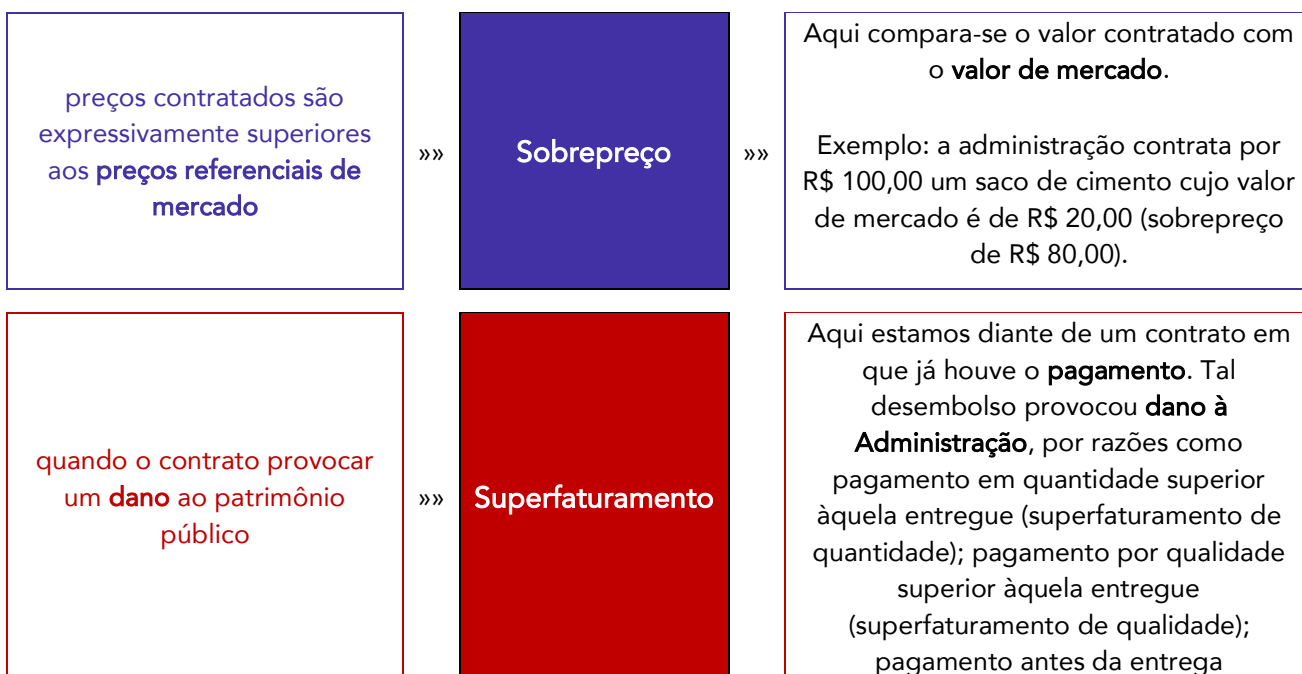 preços contratados são
expressivamente superiores
aos preços referenciais de
mercado
»»
Sobrepreço
»»
Aqui compara-se o valor contratado com
o valor de mercado.
Exemplo: a administração contrata por
R$ 100,00 um saco de cimento cujo valor
de mercado é de R$ 20,00 (sobrepreço
de R$ 80,00).
quando o contrato provocar
um dano ao patrimônio
público
»»
Superfaturamento
Aqui estamos diante de um contrato em
que já houve o pagamento. Tal
desembolso provocou dano à
Administração, por razões como
pagamento em quantidade superior
àquela entregue (superfaturamento de
quantidade); pagamento por qualidade
superior àquela entregue
(superfaturamento de qualidade);
pagamento antes da entrega